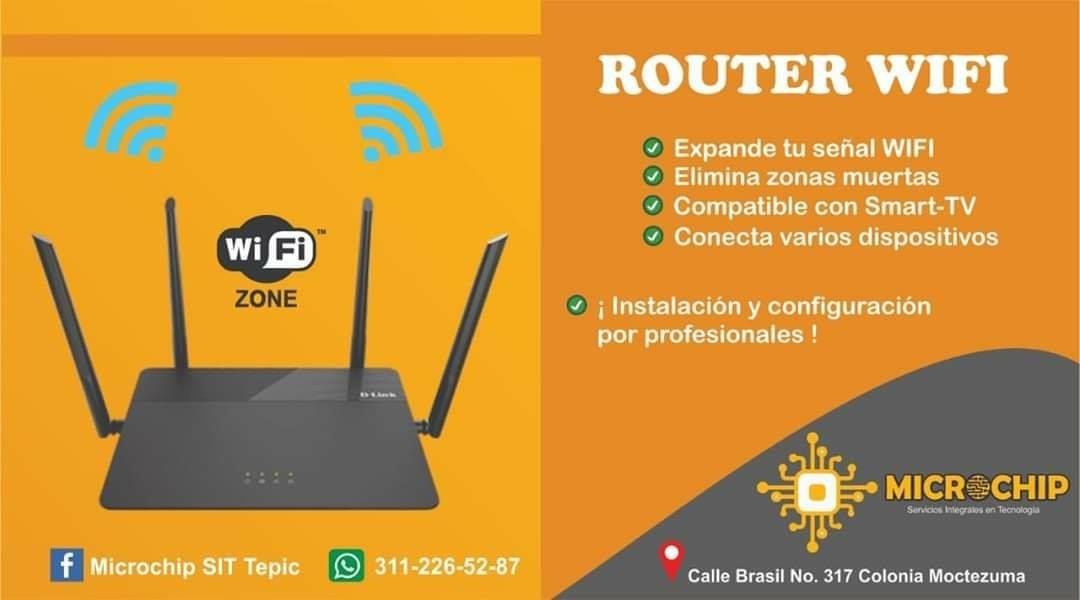 Wi Fi™
ZONE
D-Link
Microchip SIT Tepic
311-226-52-87
ROUTER WIFI
Expande tu señal WIFI
Elimina zonas muertas
Compatible con Smart-TV
Conecta varios dispositivos
¡ Instalación y configuración
por profesionales !
MICROCHIP
Servicios Integrales en Tecnología
Calle Brasil No. 317 Colonia Moctezuma